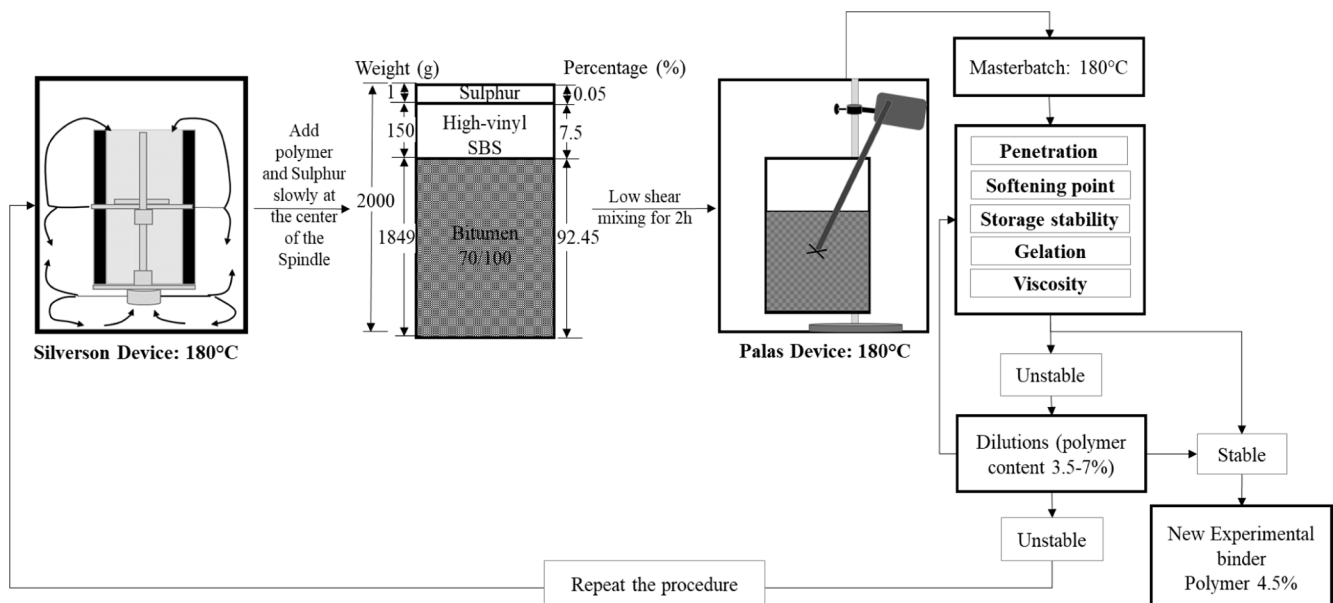 Silverson Device: 180°C
Add
polymer
and Sulphur
slowly at
the center
of the
Spindle
Weight (g)
Percentage (%)
1
Sulphur
0.05
150
High-vinyl
SBS
7.5
2000
1849
Bitumen
70/100
92.45
Low shear
mixing for 2h
Palas Device: 180°C
Masterbatch: 180°C
Penetration
Softening point
Storage stability
Gelation
Viscosity
Unstable
Dilutions (polymer
content 3.5-7%)
Stable
Unstable
New Experimental
binder
Polymer 4.5%
Repeat the procedure